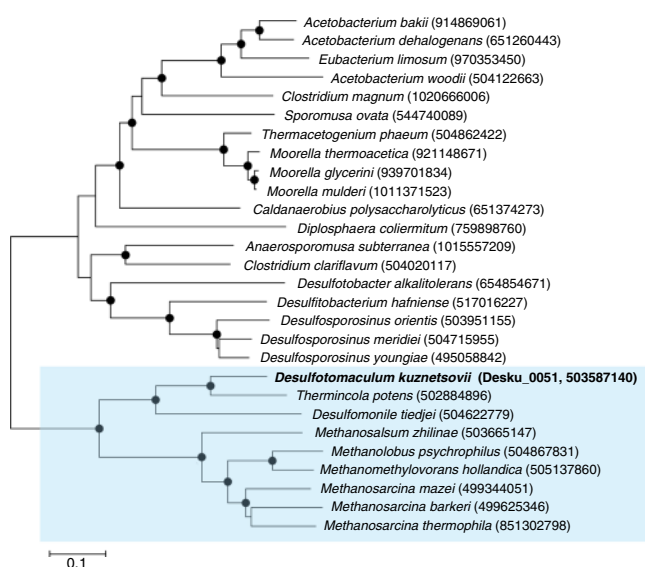 Acetobacterium bakii (914869061)
Acetobacterium dehalogenans (651260443)
Eubacterium limosum (970353450)
Acetobacterium woodii (504122663)
Clostridium magnum (1020666006)
Sporomusa ovata (544740089)
Thermacetogenium phaeum (504862422)
Moorella thermoacetica (921148671)
Moorella glycerini (939701834)
Moorella mulderi (1011371523)
Caldanaerobius polysaccharolyticus (651374273)
Diplosphaera coliermitum (759898760)
Anaerosporomusa subterranea (1015557209)
Clostridium clariflavum (504020117)
Desulfotobacter alkalitolerans (654854671)
Desulfitobacterium hafniense (517016227)
Desulfosporosinus orientis (503951155)
Desulfosporosinus meridiei (504715955)
Desulfosporosinus youngiae (495058842)
Desulfotomaculum kuznetsovii (Desku_0051, 503587140)
Thermincola potens (502884896)
Desulfomonile tiedjei (504622779)
Methanosalsum zhilinae (503665147)
Methanolobus psychrophilus (504867831)
Methanomethylovorans hollandica (505137860)
Methanosarcina mazei (499344051)
Methanosarcina barkeri (499625346)
Methanosarcina thermophila (851302798)
0.1